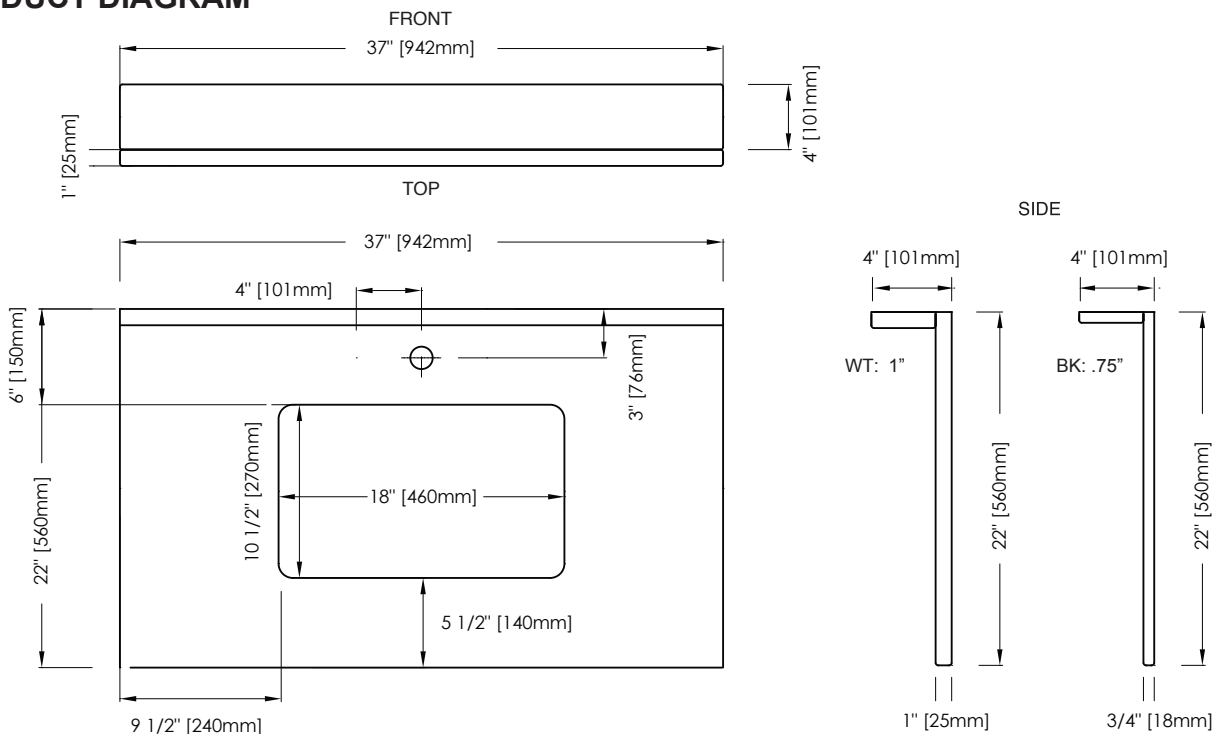 DUCT DIAGRAM
FRONT
37" [942mm]
4" [101mm]
1" [25mm]
TOP
37" [942mm]
4" [101mm]
6" [150mm]
3" [76mm]
22" [560mm]
10 1/2" [270mm]
18" [460mm]
5 1/2" [140mm]
9 1/2" [240mm]
SIDE
4" [101mm]
4" [101mm]
WT: 1”
BK: .75”
22" [560mm]
22" [560mm]
1" [25mm]
3/4" [18mm]